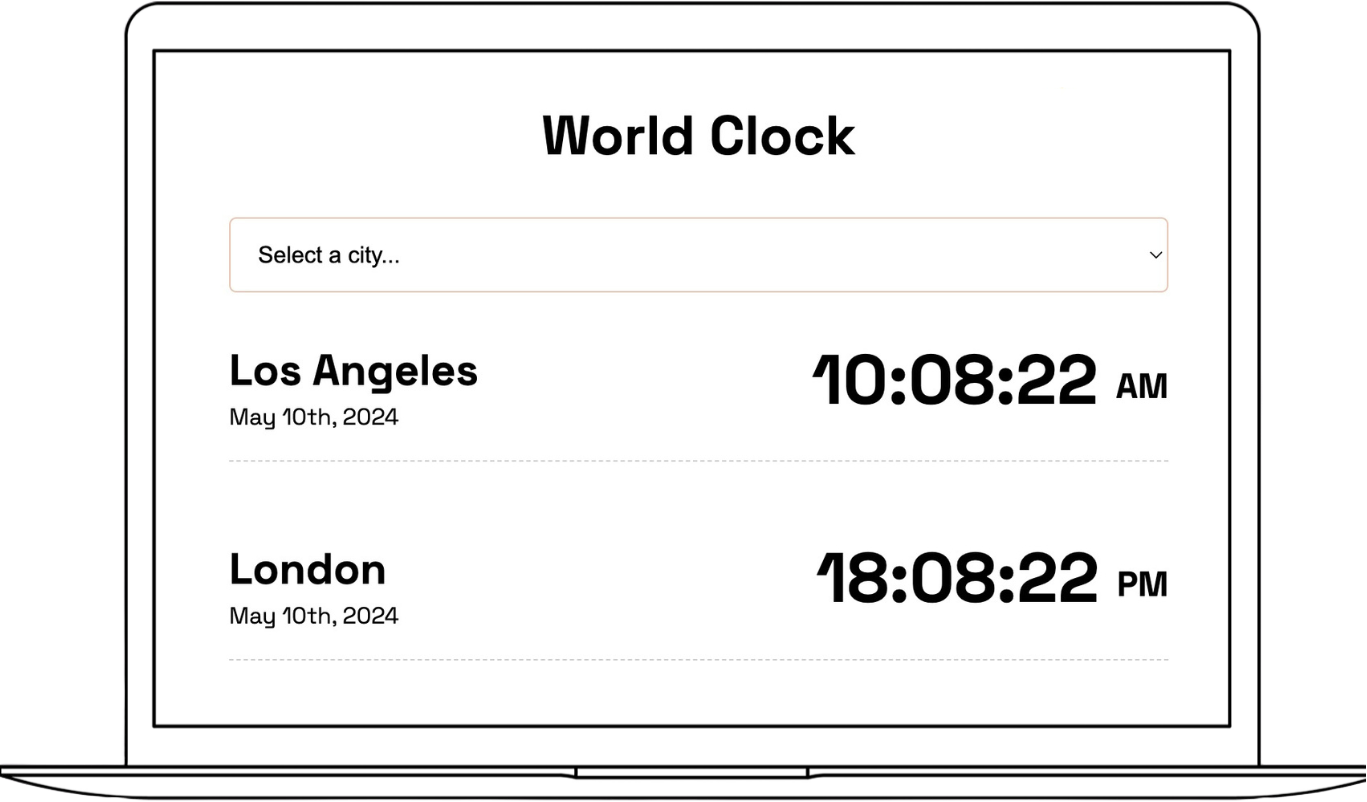 World Clock
Select a city...
Los Angeles
10:08:22 AM
May 10th, 2024
London
18:08:22 PM
May 10th, 2024